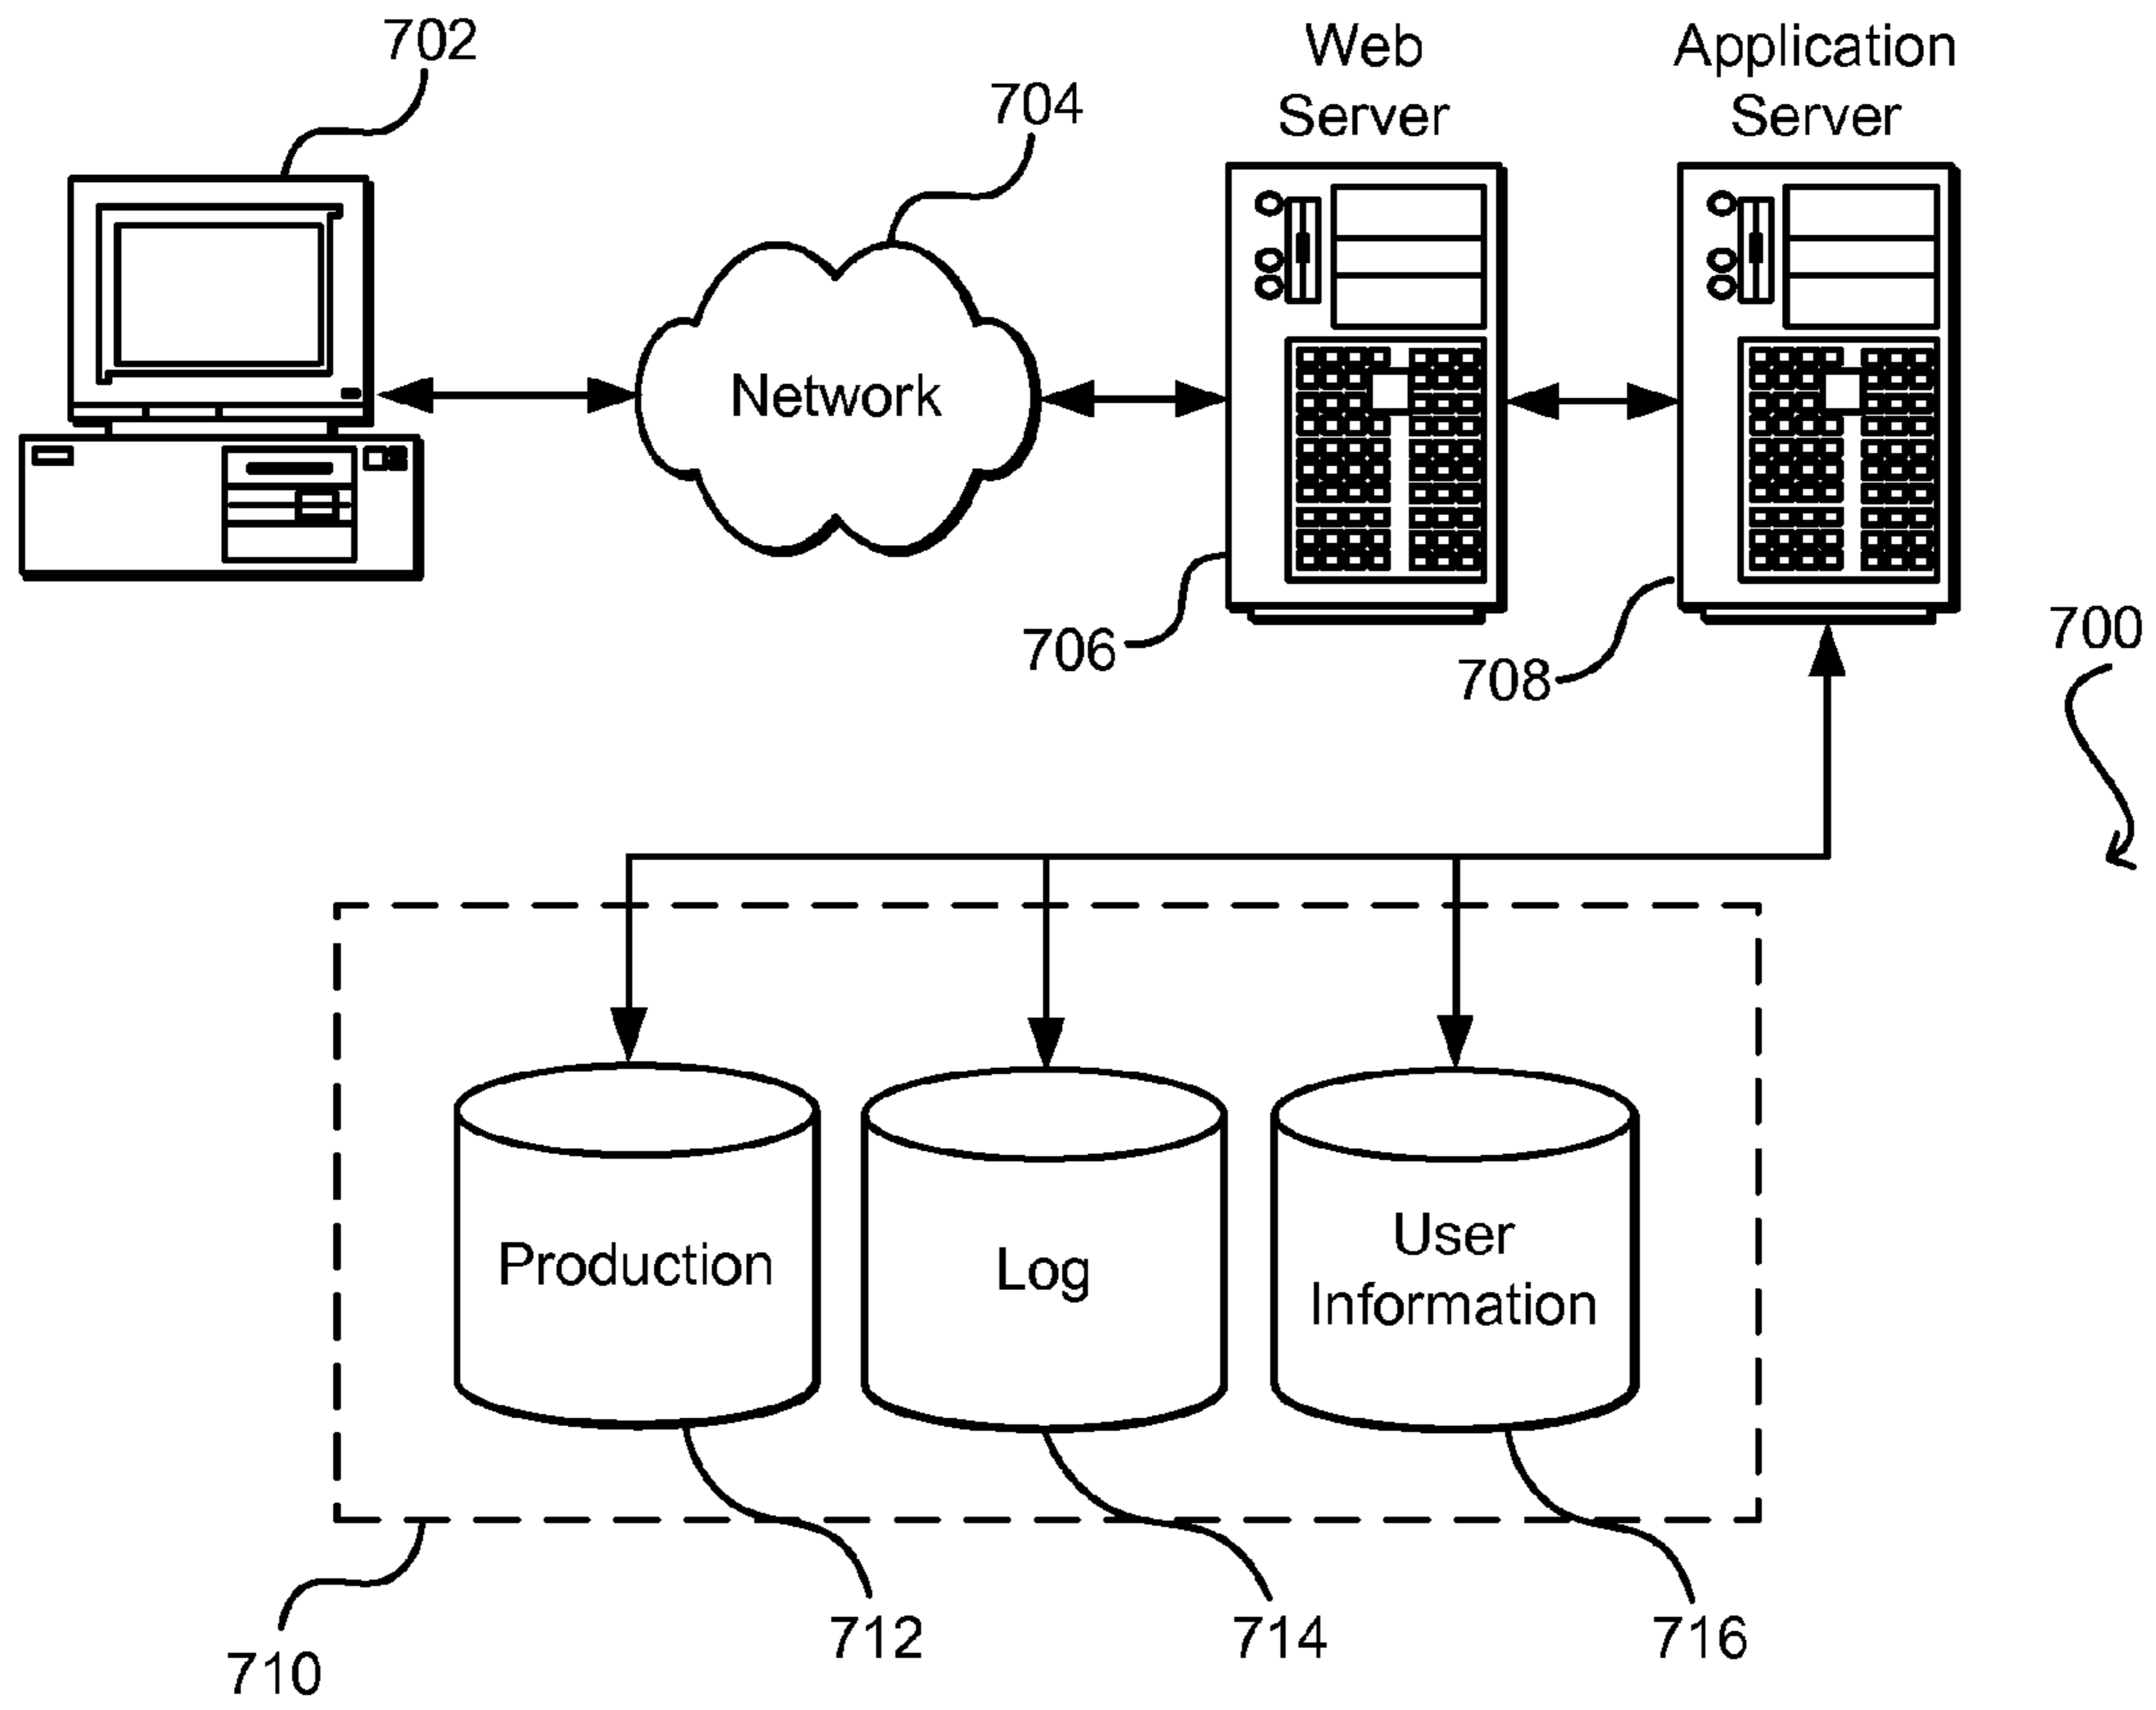 702
704
Web
Server
Application
Server
Network
706
708
700
Production
Log
User
Information
710
712
714
716